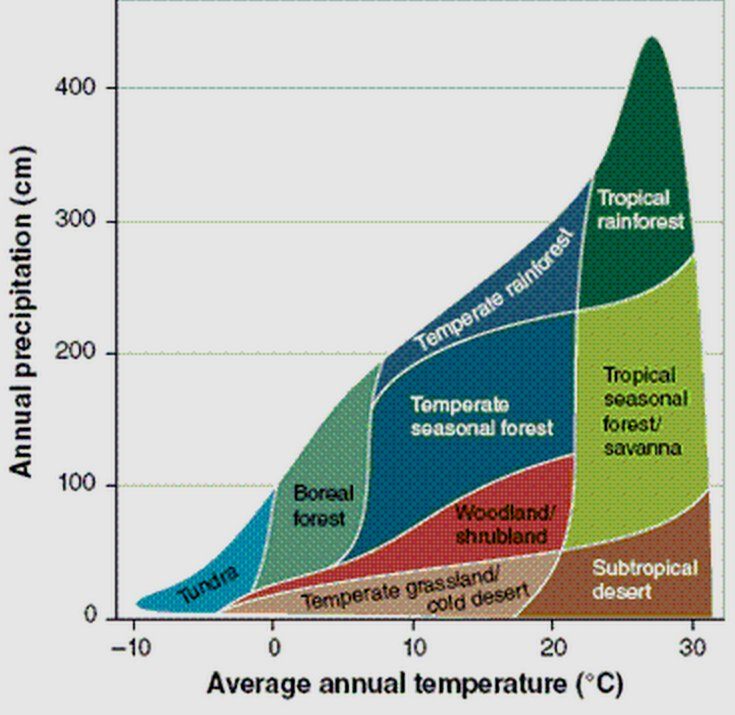 400
300
200
100
0
Annual precipitation (cm)
Tropical
rainforest
Temperate rainforest
Tropical
seasonal
forest/
savanna
Temperate
seasonal forest
Boreal
forest
Woodland/
shrubland
Tundra
Temperate grassland/
cold desert
Subtropical
desert
−10
0
10
20
30
Average annual temperature (°C)